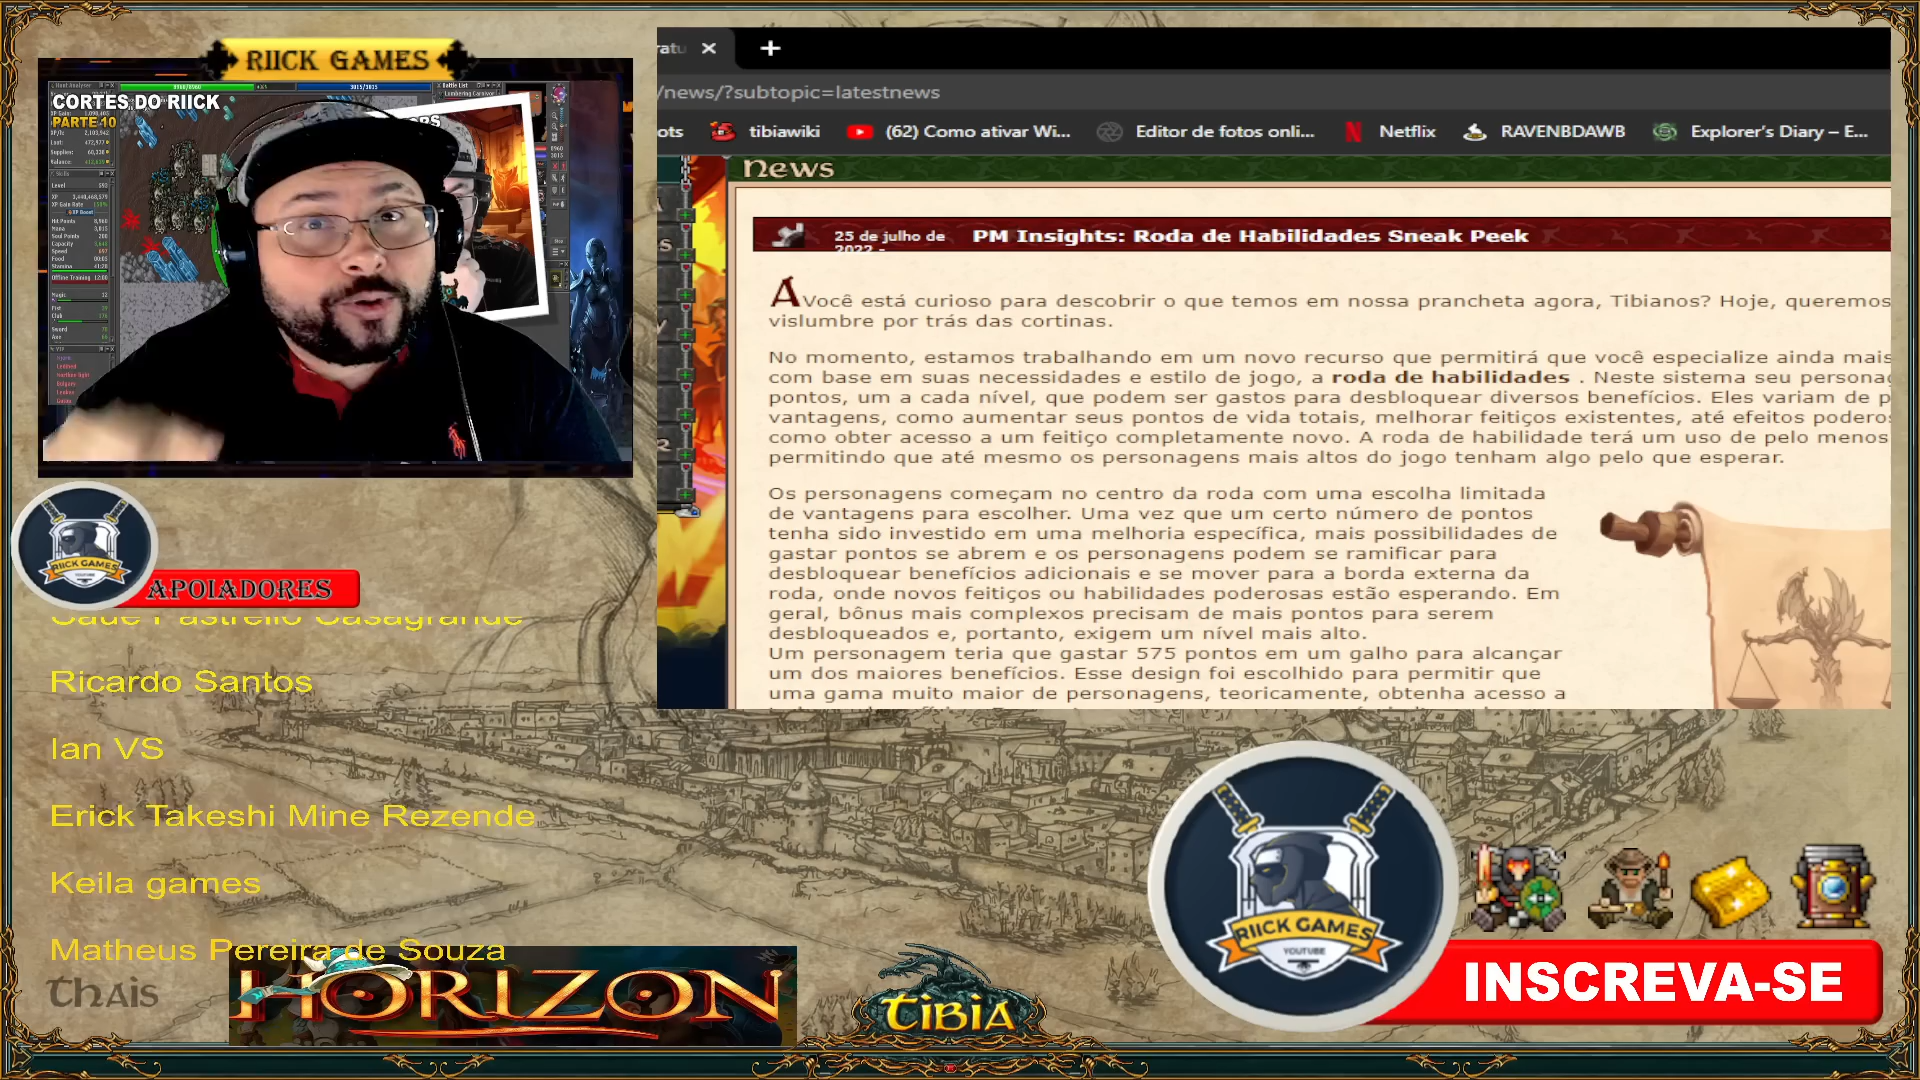 RIICK GAMES
CORTES DO RIICK
PARTE 10
/news/?subtopic=latestnews
ots
tibiawiki
(62) Como ativar Wi...
Editor de fotos onli...
Netflix
RAVENBDAWB
Explorer's Diary – E...
News
25 de julho de
2022 -
PM Insights: Roda de Habilidades Sneak Peek
AVocê está curioso para descobrir o que temos em nossa prancheta agora, Tibianos? Hoje, queremos
vislumbre por trás das cortinas.
No momento, estamos trabalhando em um novo recurso que permitirá que você especialize ainda mais
com base em suas necessidades e estilo de jogo, a roda de habilidades . Neste sistema seu personag
pontos, um a cada nível, que podem ser gastos para desbloquear diversos benefícios. Eles variam de p
vantagens, como aumentar seus pontos de vida totais, melhorar feitiços existentes, até efeitos podero
como obter acesso a um feitiço completamente novo. A roda de habilidade terá um uso de pelo menos
permitindo que até mesmo os personagens mais altos do jogo tenham algo pelo que esperar.
Os personagens começam no centro da roda com uma escolha limitada
de vantagens para escolher. Uma vez que um certo número de pontos
tenha sido investido em uma melhoria específica, mais possibilidades de
gastar pontos se abrem e os personagens podem se ramificar para
desbloquear benefícios adicionais e se mover para a borda externa da
roda, onde novos feitiços ou habilidades poderosas estão esperando. Em
geral, bônus mais complexos precisam de mais pontos para serem
desbloqueados e, portanto, exigem um nível mais alto.
Um personagem teria que gastar 575 pontos em um galho para alcançar
um dos maiores benefícios. Esse design foi escolhido para permitir que
uma gama muito maior de personagens, teoricamente, obtenha acesso a
RIICK GAMES
APOIADORES
Ricardo Santos
Ian VS
Erick Takeshi Mine Rezende
Keila games
Matheus Pereira de Souza
Thais
HORIZON
TIBIA
RIICK GAMES
YOUTUBE
INSCREVA-SE